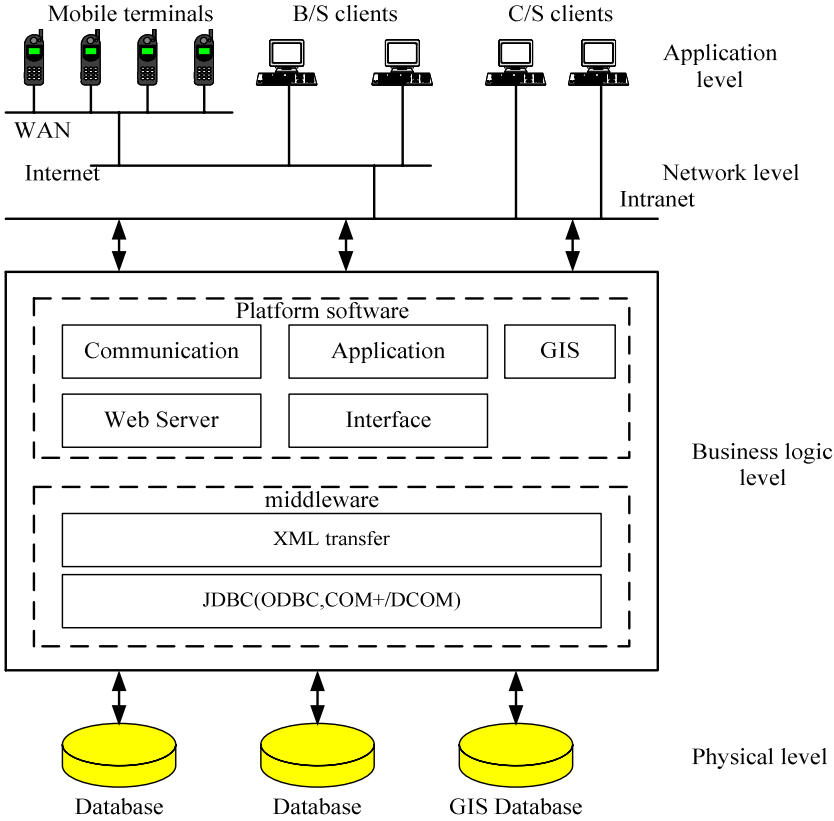 Mobile terminals
B/S clients
C/S clients
Application
level
WAN
Internet
Network level
Intranet
Platform software
Communication
Application
GIS
Web Server
Interface
Business logic
level
middleware
XML transfer
JDBC(ODBC,COM+/DCOM)
Physical level
Database
Database
GIS Database